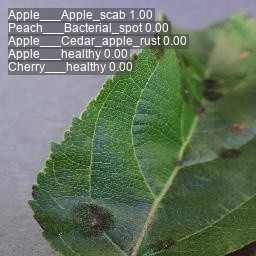 Apple___Apple_scab 1.00
Peach___Bacterial_spot 0.00
Apple___Cedar_apple_rust 0.00
Apple___healthy 0.00
Cherry___healthy 0.00